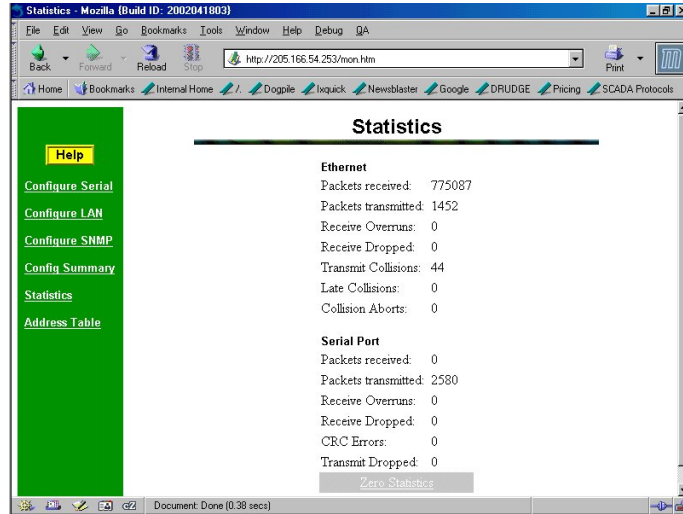 Statistics - Mozilla {Build ID: 2002041803}
File Edit View Go Bookmarks Tools Window Help Debug QA
Back Forward Reload Stop http://205.166.54.253/mon.htm Print
Home Bookmarks Internal Home /. Dogpile Ixquick Newsblaster Google DRUDGE Pricing SCADA Protocols
Help
Configure Serial
Configure LAN
Configure SNMP
Config Summary
Statistics
Address Table
Statistics
Ethernet
Packets received: 775087
Packets transmitted: 1452
Receive Overruns: 0
Receive Dropped: 0
Transmit Collisions: 44
Late Collisions: 0
Collision Aborts: 0
Serial Port
Packets received: 0
Packets transmitted: 2580
Receive Overruns: 0
Receive Dropped: 0
CRC Errors: 0
Transmit Dropped: 0
Zero Statistics
Document: Done (0.38 secs)